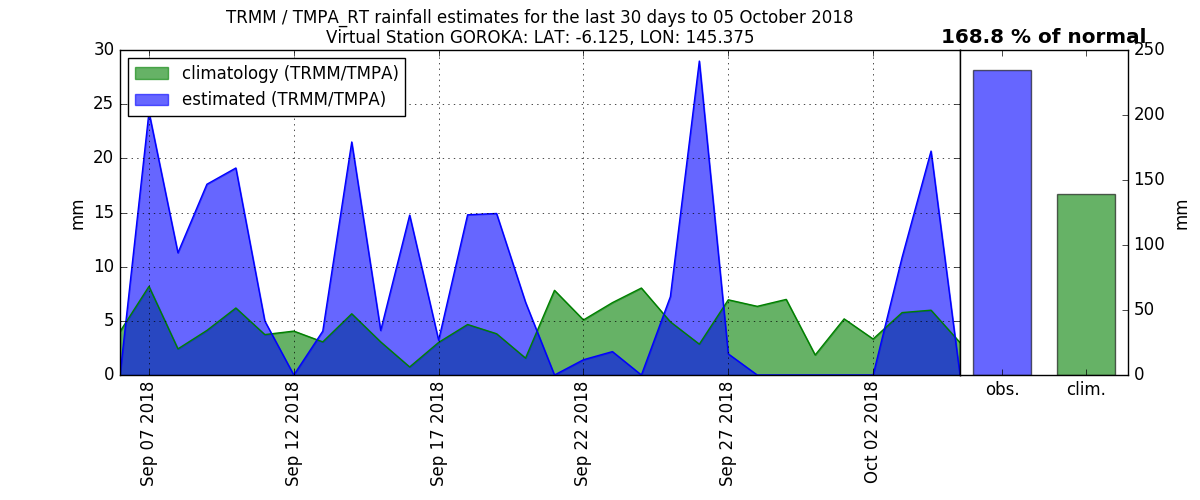 TRMM / TMPA_RT rainfall estimates for the last 30 days to 05 October 2018
Virtual Station GOROKA: LAT: -6.125, LON: 145.375
168.8 % of normal
climatology (TRMM/TMPA)
estimated (TRMM/TMPA)
30
25
20
15
10
5
0
mm
Sep 07 2018
Sep 12 2018
Sep 17 2018
Sep 22 2018
Sep 27 2018
Oct 02 2018
250
200
150
100
50
0
mm
obs.
clim.